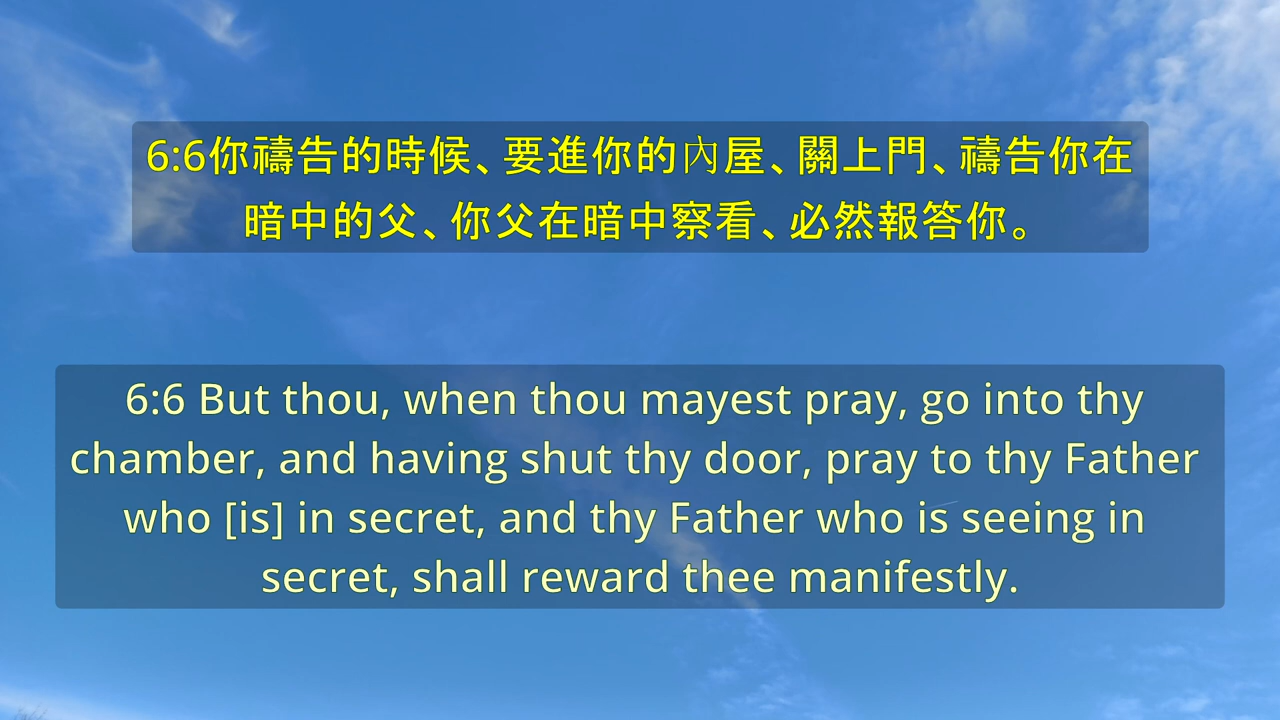 6:6你禱告的時候、要進你的內屋、關上門、禱告你在
暗中的父、你父在暗中察看、必然報答你。
6:6 But thou, when thou mayest pray, go into thy
chamber, and having shut thy door, pray to thy Father
who [is] in secret, and thy Father who is seeing in
secret, shall reward thee manifestly.